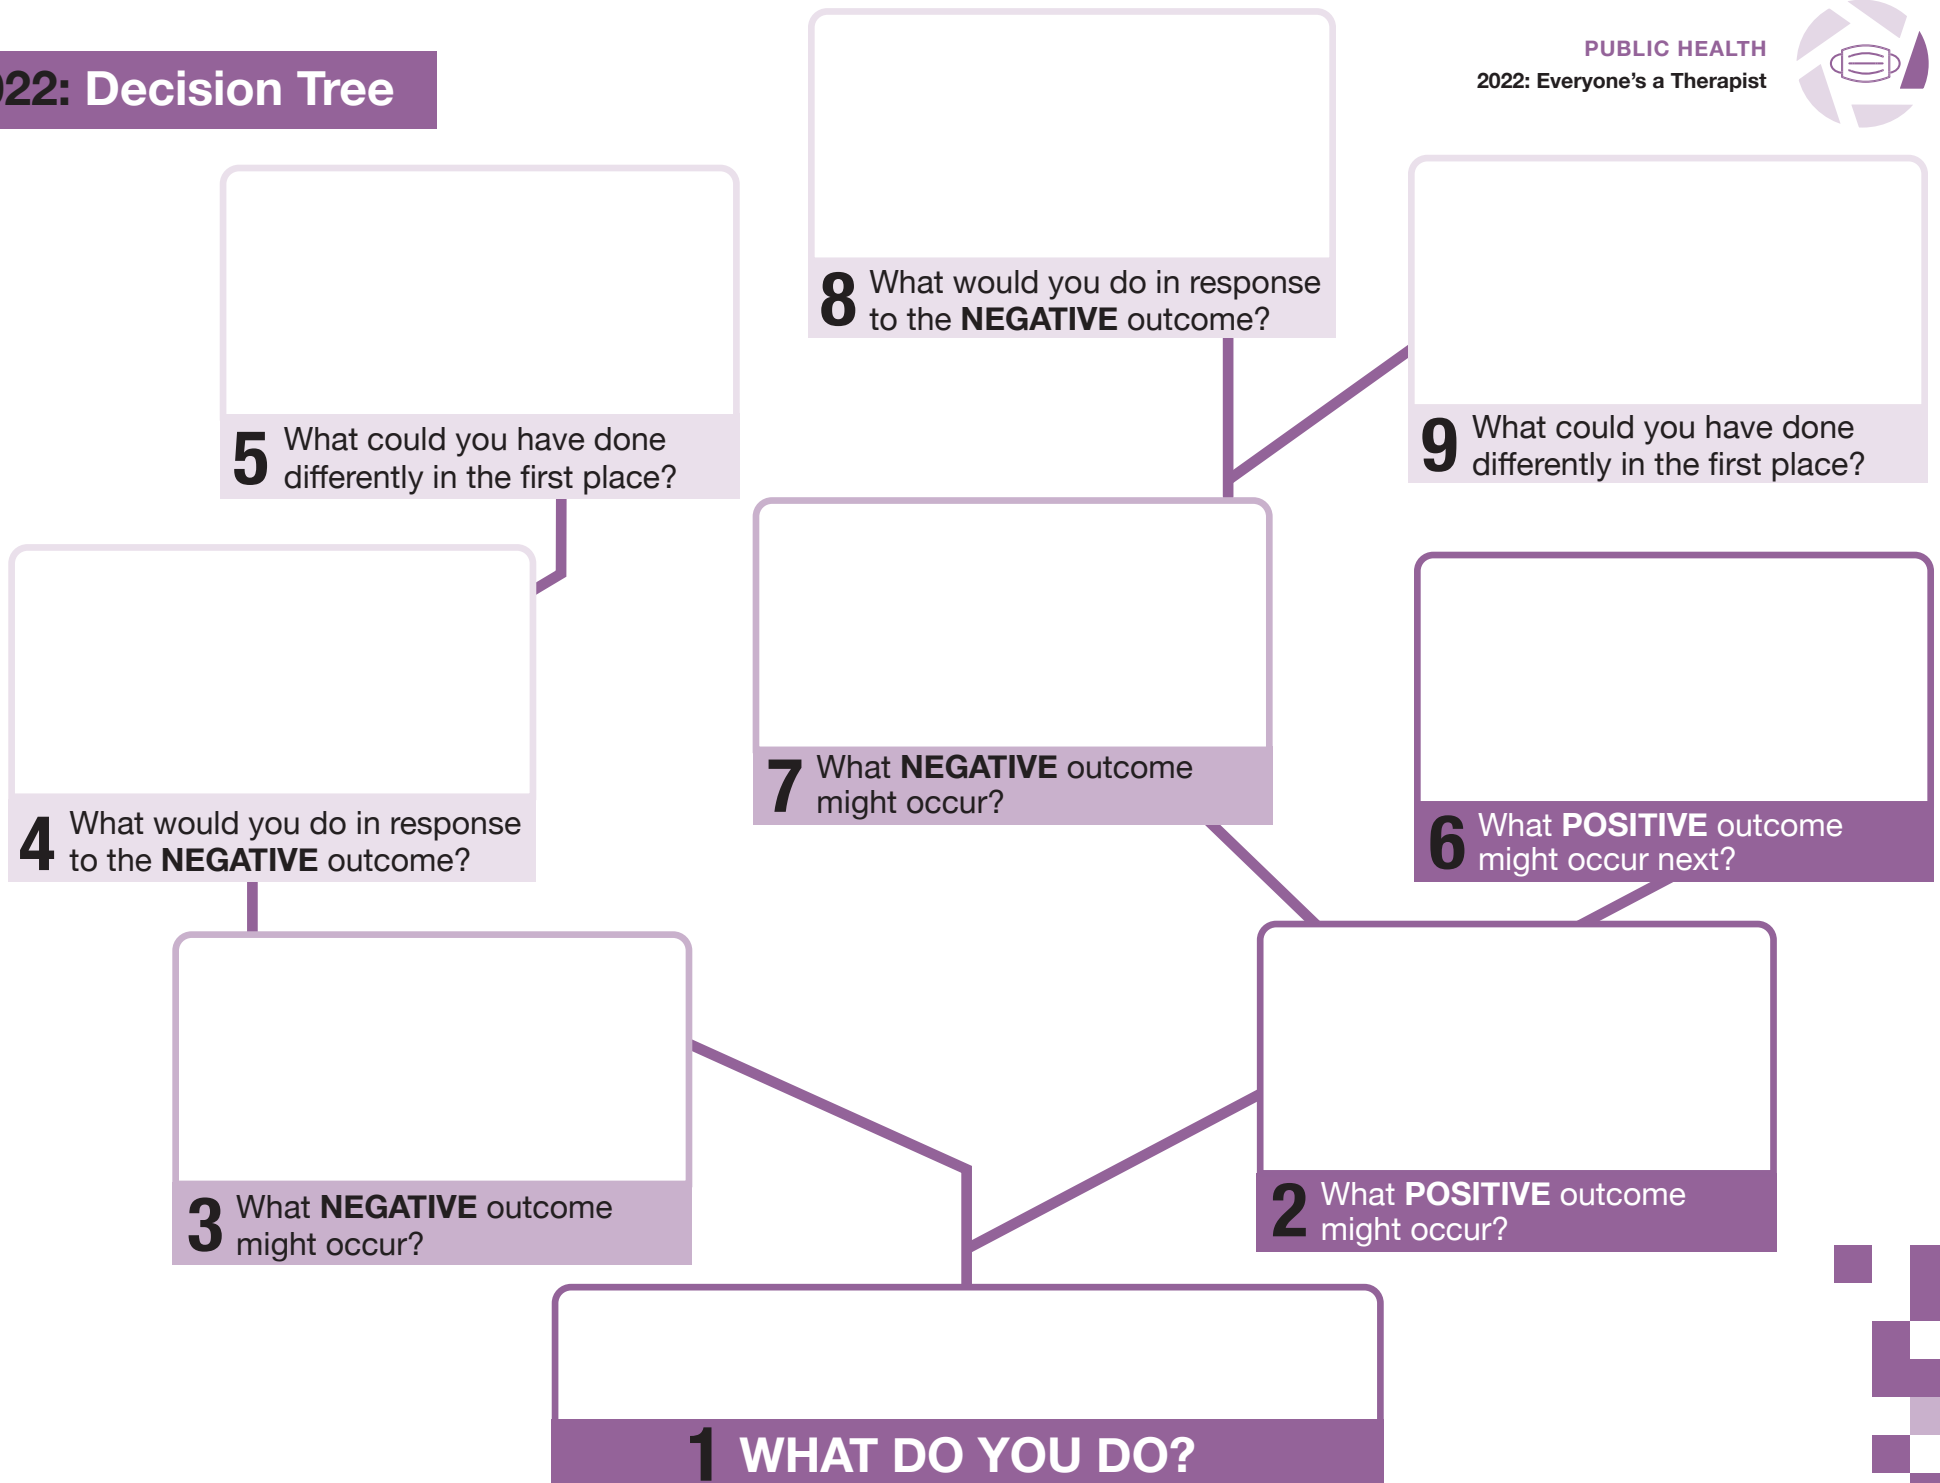 022: Decision Tree
PUBLIC HEALTH
2022: Everyone’s a Therapist
8 What would you do in response
to the NEGATIVE outcome?
5 What could you have done
differently in the first place?
9 What could you have done
differently in the first place?
4 What would you do in response
to the NEGATIVE outcome?
7 What NEGATIVE outcome
might occur?
6 What POSITIVE outcome
might occur next?
3 What NEGATIVE outcome
might occur?
2 What POSITIVE outcome
might occur?
1 WHAT DO YOU DO?